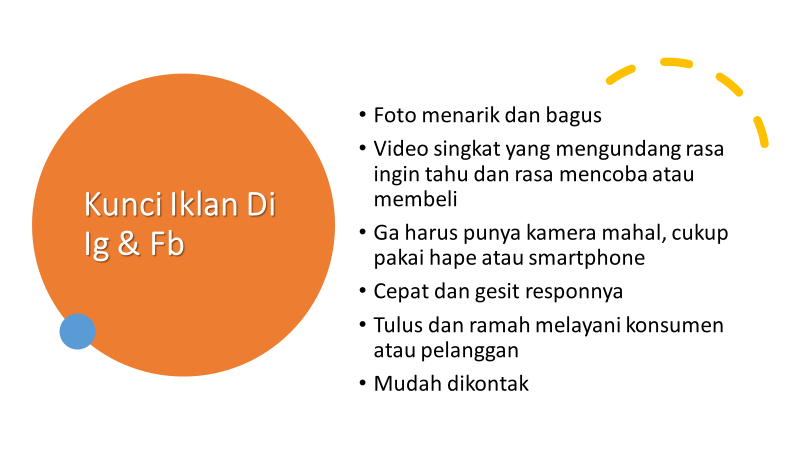 Kunci Iklan Di
Ig & Fb
• Foto menarik dan bagus
• Video singkat yang mengundang rasa
ingin tahu dan rasa mencoba atau
membeli
• Ga harus punya kamera mahal, cukup
pakai hape atau smartphone
• Cepat dan gesit responnya
• Tulus dan ramah melayani konsumen
atau pelanggan
• Mudah dikontak